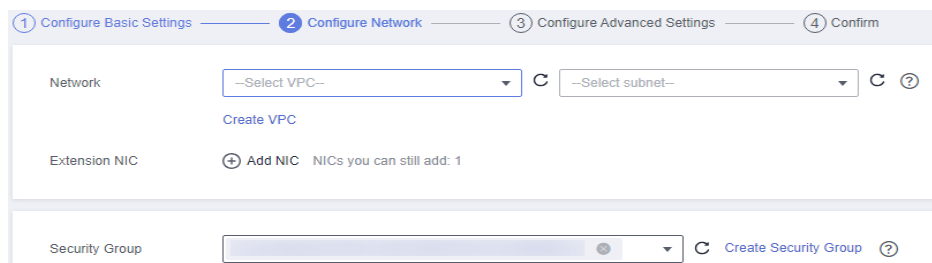 1 Configure Basic Settings 2 Configure Network 3 Configure Advanced Settings 4 Confirm
Network --Select VPC-- --Select subnet-- ?
Create VPC
Extension NIC Add NIC NICs you can still add: 1
Security Group Create Security Group ?